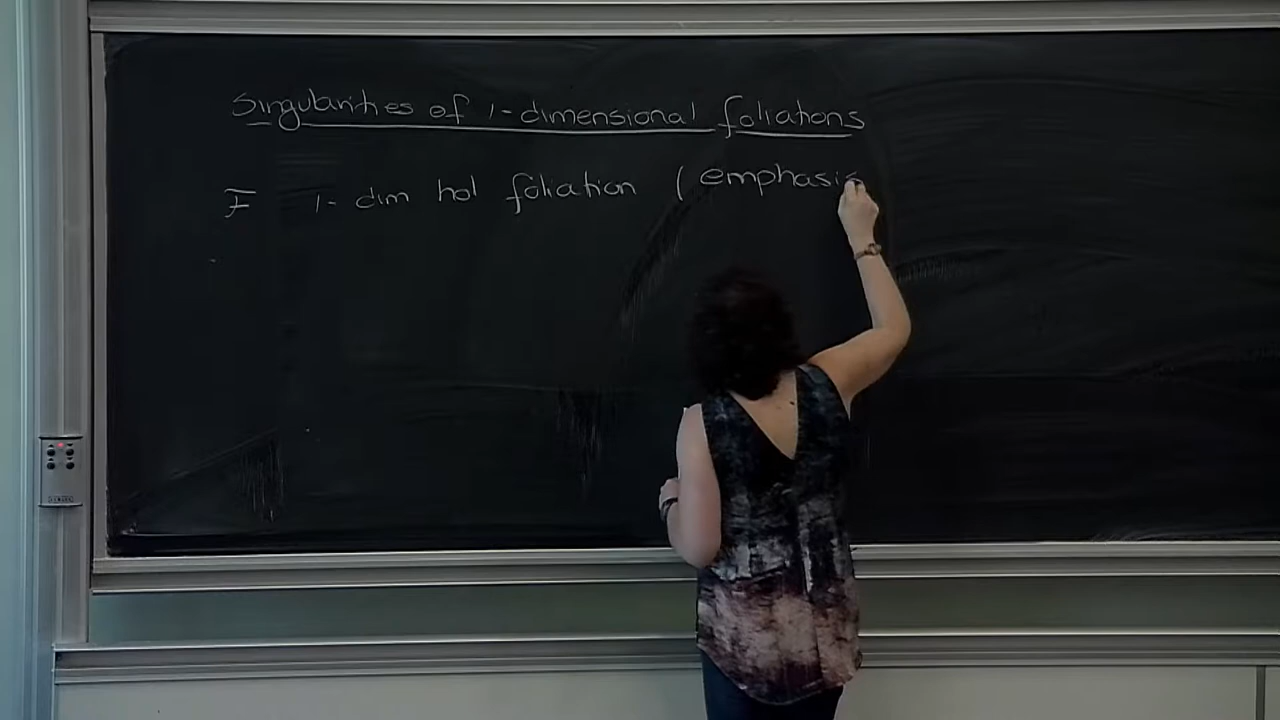 Singularities of 1-dimensional foliations
F 1-dim hol foliation (emphasis